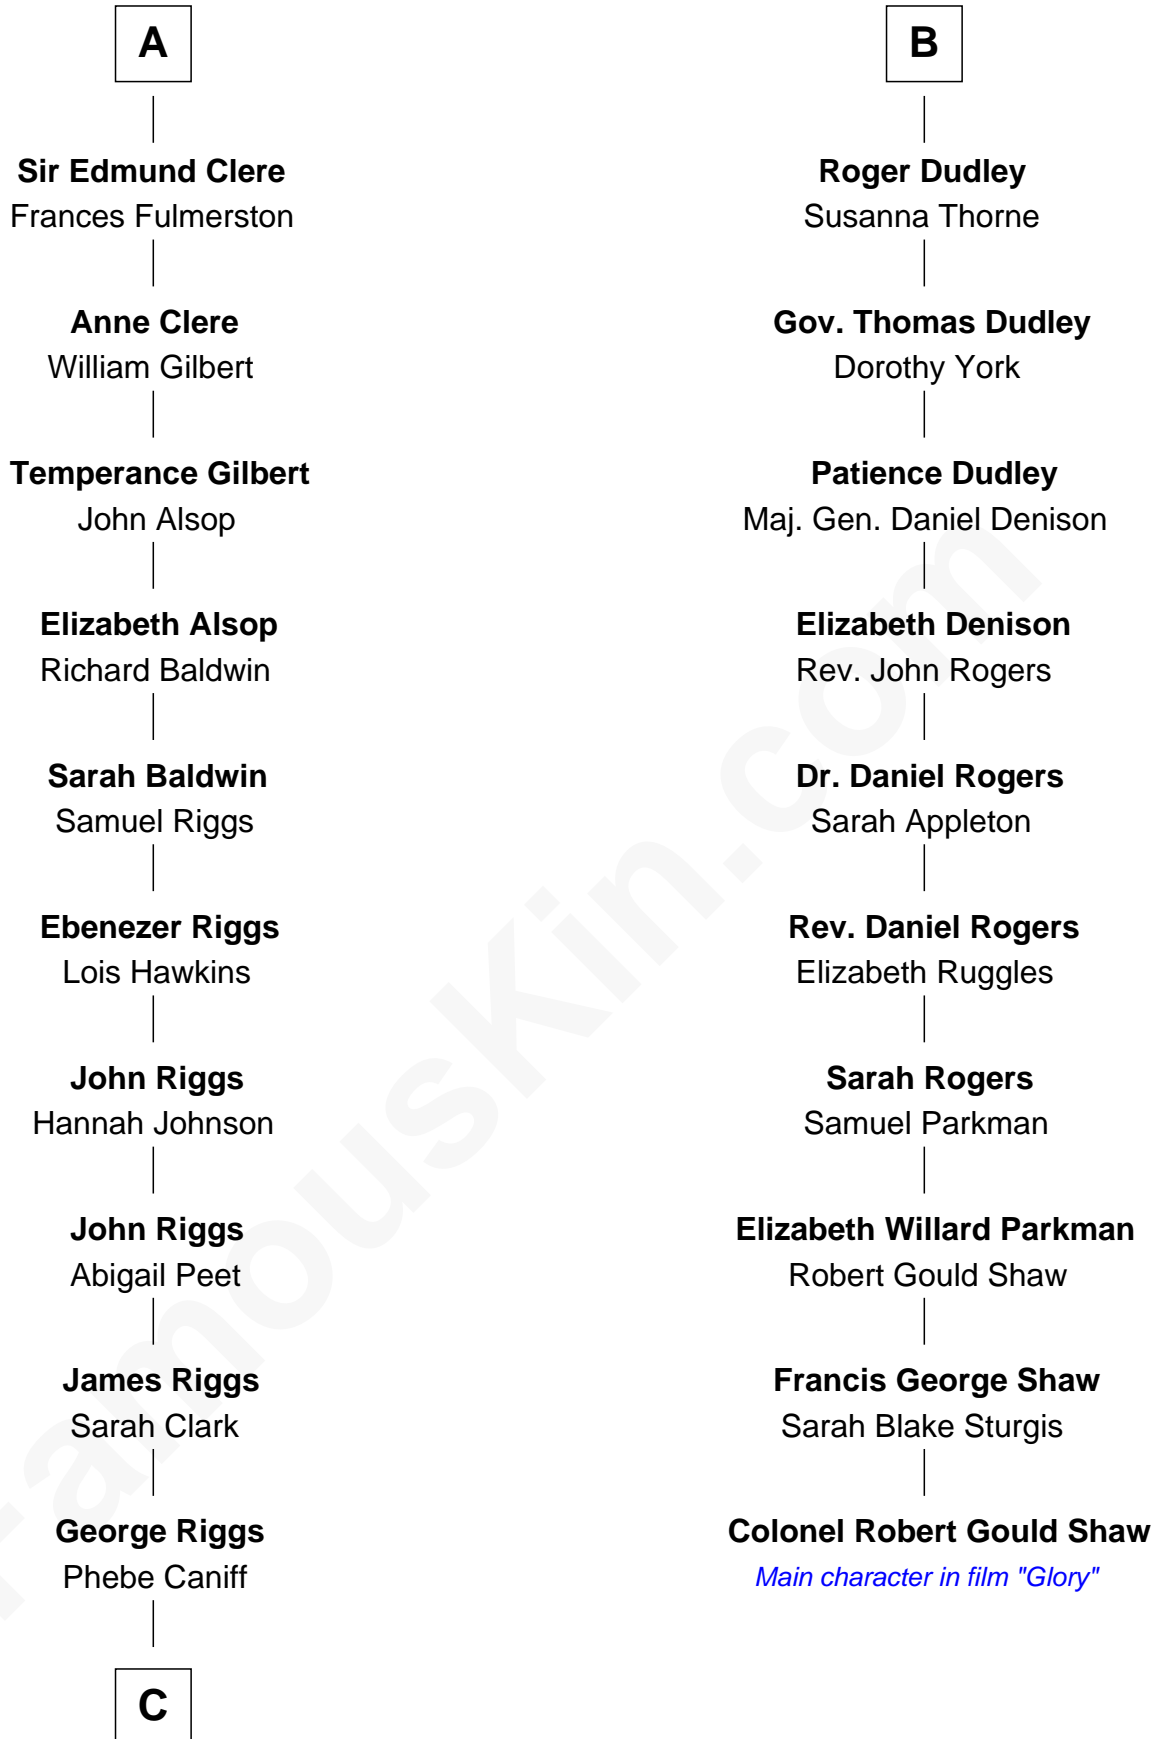 A
Sir Edmund Clere
Frances Fulmerston
Anne Clere
William Gilbert
Temperance Gilbert
John Alsop
Elizabeth Alsop
Richard Baldwin
Sarah Baldwin
Samuel Riggs
Ebenezer Riggs
Lois Hawkins
John Riggs
Hannah Johnson
John Riggs
Abigail Peet
James Riggs
Sarah Clark
George Riggs
Phebe Caniff
C
B
Roger Dudley
Susanna Thorne
Gov. Thomas Dudley
Dorothy York
Patience Dudley
Maj. Gen. Daniel Denison
Elizabeth Denison
Rev. John Rogers
Dr. Daniel Rogers
Sarah Appleton
Rev. Daniel Rogers
Elizabeth Ruggles
Sarah Rogers
Samuel Parkman
Elizabeth Willard Parkman
Robert Gould Shaw
Francis George Shaw
Sarah Blake Sturgis
Colonel Robert Gould Shaw
Main character in film "Glory"
FamousKin.com